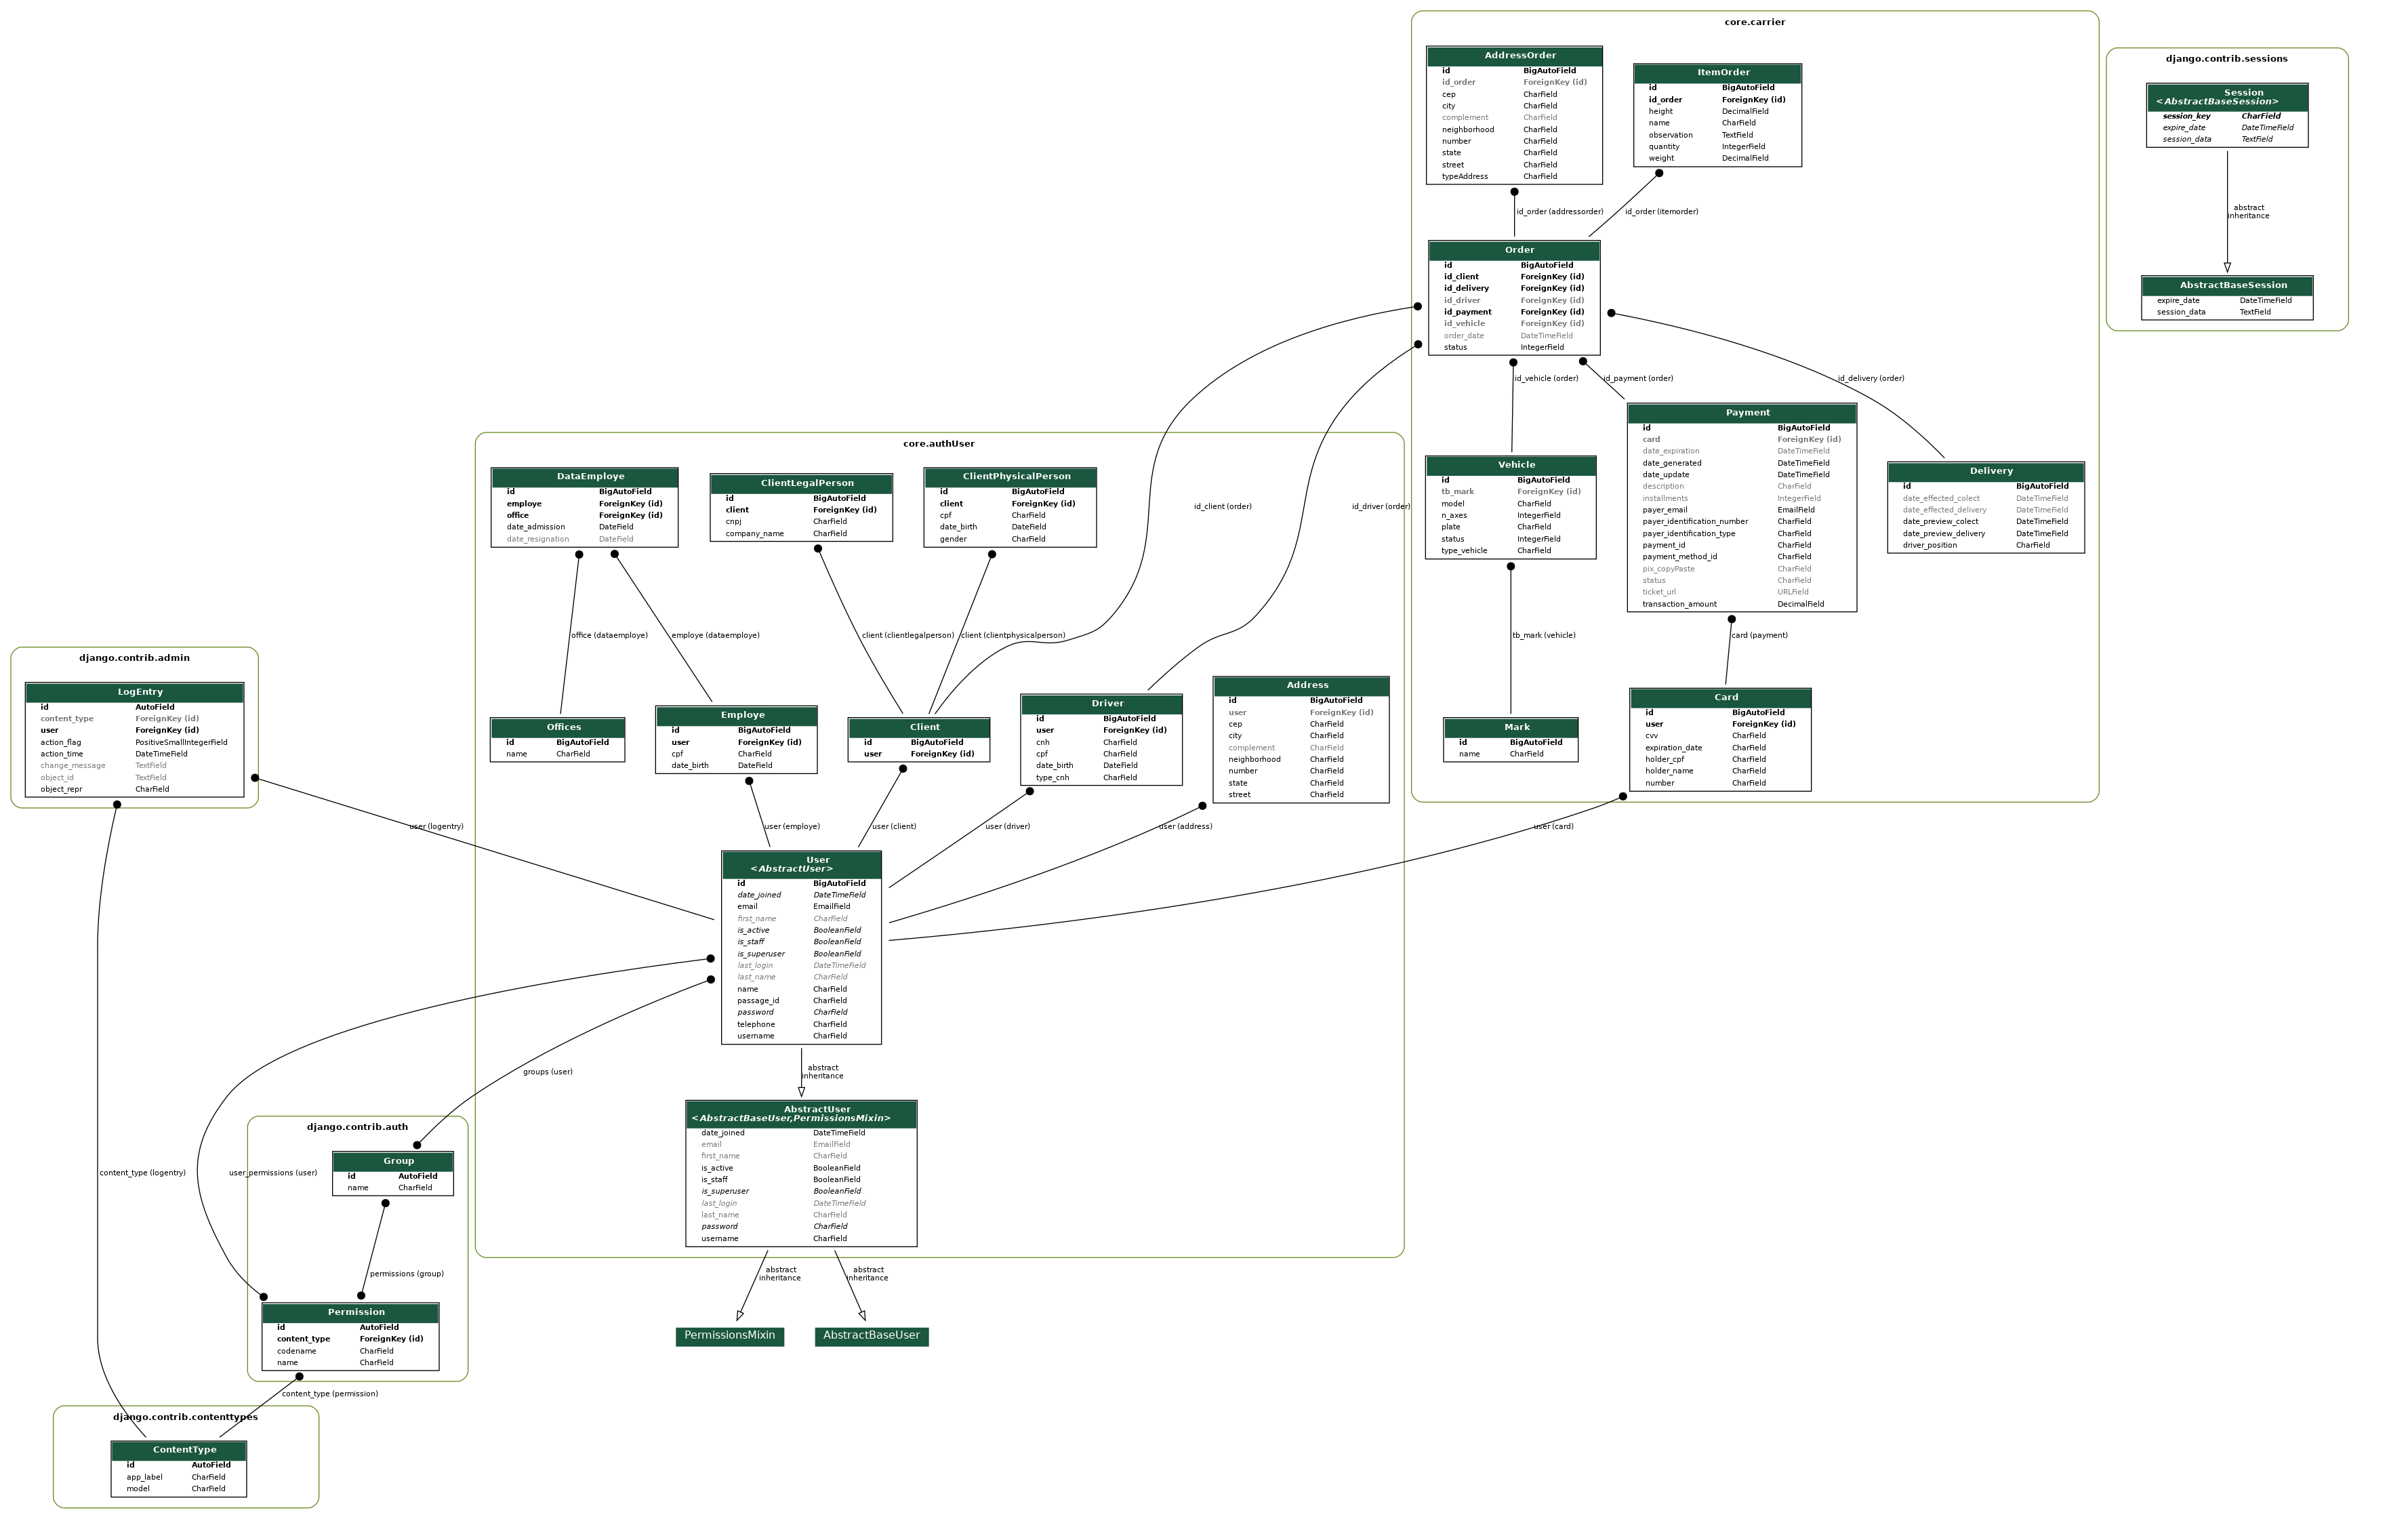 core.carrier
AddressOrder
id BigAutoField
id_order ForeignKey (id)
cep CharField
city CharField
complement CharField
neighborhood CharField
number CharField
state CharField
street CharField
typeAddress CharField
ItemOrder
id BigAutoField
id_order ForeignKey (id)
height DecimalField
name CharField
observation TextField
quantity IntegerField
weight DecimalField
id_order (addressorder)
id_order (itemorder)
Order
id BigAutoField
id_client ForeignKey (id)
id_delivery ForeignKey (id)
id_driver ForeignKey (id)
id_payment ForeignKey (id)
id_vehicle ForeignKey (id)
order_date DateTimeField
status IntegerField
id_vehicle (order)
id_payment (order)
id_delivery (order)
Vehicle
id BigAutoField
tb_mark ForeignKey (id)
model CharField
n_axes IntegerField
plate CharField
status IntegerField
type_vehicle CharField
Payment
id BigAutoField
card ForeignKey (id)
date_expiration DateTimeField
date_generated DateTimeField
date_update DateTimeField
description CharField
installments IntegerField
payer_email EmailField
payer_identification_number CharField
payer_identification_type CharField
payment_id CharField
payment_method_id CharField
pix_copyPaste CharField
status CharField
ticket_url URLField
transaction_amount DecimalField
Delivery
id BigAutoField
date_effected_colect DateTimeField
date_effected_delivery DateTimeField
date_preview_colect DateTimeField
date_preview_delivery DateTimeField
driver_position CharField
tb_mark (vehicle)
card (payment)
Mark
id BigAutoField
name CharField
Card
id BigAutoField
user ForeignKey (id)
cvv CharField
expiration_date CharField
holder_cpf CharField
holder_name CharField
number CharField
user (card)
django.contrib.sessions
Session
<AbstractBaseSession>
session_key CharField
expire_date DateTimeField
session_data TextField
abstract
inheritance
AbstractBaseSession
expire_date DateTimeField
session_data TextField
core.authUser
DataEmploye
id BigAutoField
employe ForeignKey (id)
office ForeignKey (id)
date_admission DateField
date_resignation DateField
ClientLegalPerson
id BigAutoField
client ForeignKey (id)
cnpj CharField
company_name CharField
ClientPhysicalPerson
id BigAutoField
client ForeignKey (id)
cpf CharField
date_birth DateField
gender CharField
id_client (order)
id_driver (order)
office (dataemploye)
employe (dataemploye)
client (clientlegalperson)
client (clientphysicalperson)
Offices
id BigAutoField
name CharField
Employe
id BigAutoField
user ForeignKey (id)
cpf CharField
date_birth DateField
Client
id BigAutoField
user ForeignKey (id)
Driver
id BigAutoField
user ForeignKey (id)
cnh CharField
cpf CharField
date_birth DateField
type_cnh CharField
Address
id BigAutoField
user ForeignKey (id)
cep CharField
city CharField
complement CharField
neighborhood CharField
number CharField
state CharField
street CharField
user (employe)
user (client)
user (driver)
user (address)
User
<AbstractUser>
id BigAutoField
date_joined DateTimeField
email EmailField
first_name CharField
is_active BooleanField
is_staff BooleanField
is_superuser BooleanField
last_login DateTimeField
last_name CharField
name CharField
passage_id CharField
password CharField
telephone CharField
username CharField
abstract
inheritance
AbstractUser
<AbstractBaseUser,PermissionsMixin>
date_joined DateTimeField
email EmailField
first_name CharField
is_active BooleanField
is_staff BooleanField
is_superuser BooleanField
last_login DateTimeField
last_name CharField
password CharField
username CharField
abstract
inheritance
abstract
inheritance
PermissionsMixin
AbstractBaseUser
django.contrib.admin
LogEntry
id AutoField
content_type ForeignKey (id)
user ForeignKey (id)
action_flag PositiveSmallIntegerField
action_time DateTimeField
change_message TextField
object_id TextField
object_repr CharField
user (logentry)
groups (user)
content_type (logentry)
user_permissions (user)
django.contrib.auth
Group
id AutoField
name CharField
permissions (group)
Permission
id AutoField
content_type ForeignKey (id)
codename CharField
name CharField
content_type (permission)
django.contrib.contenttypes
ContentType
id AutoField
app_label CharField
model CharField